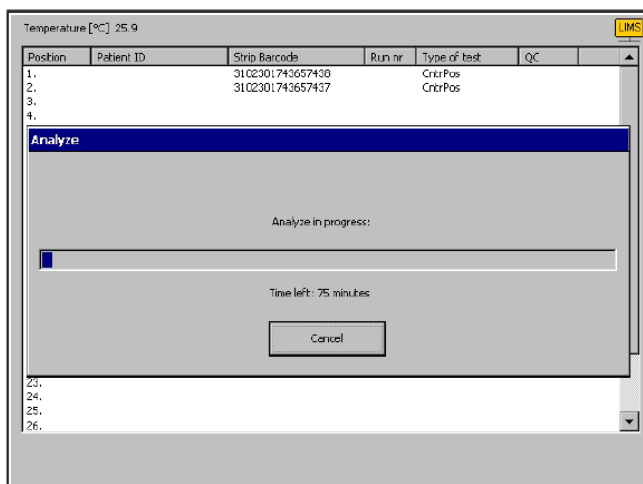 Temperature [°C] 25.9
LIMS
Position Patient ID Strip Barcode Run nr Type of test QC
1. 3102301743657438 CntrPos
2. 3102301743657437 CntrPos
3.
4.
Analyze
Analyze in progress:
Time left: 75 minutes
Cancel
23.
24.
25.
26.